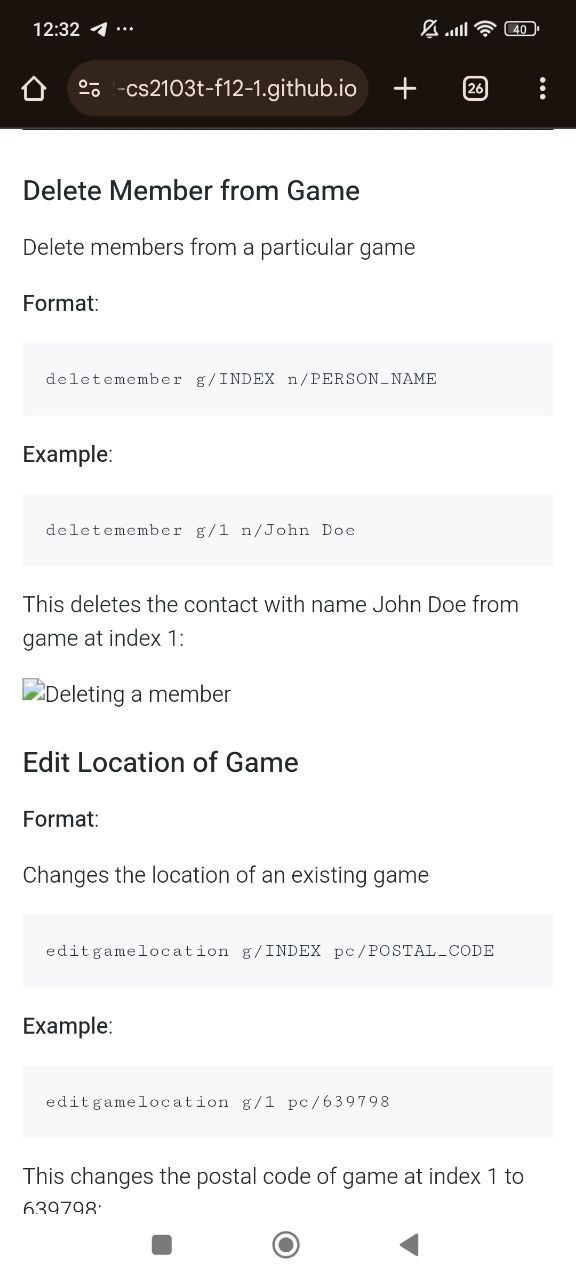 12:32
40
-cs2103t-f12-1.github.io
26
Delete Member from Game
Delete members from a particular game
Format:
deletemember g/INDEX n/PERSON_NAME
Example:
deletemember g/1 n/John Doe
This deletes the contact with name John Doe from
game at index 1:
Deleting a member
Edit Location of Game
Format:
Changes the location of an existing game
editgamelocation g/INDEX pc/POSTAL_CODE
Example:
editgamelocation g/1 pc/639798
This changes the postal code of game at index 1 to
639798: